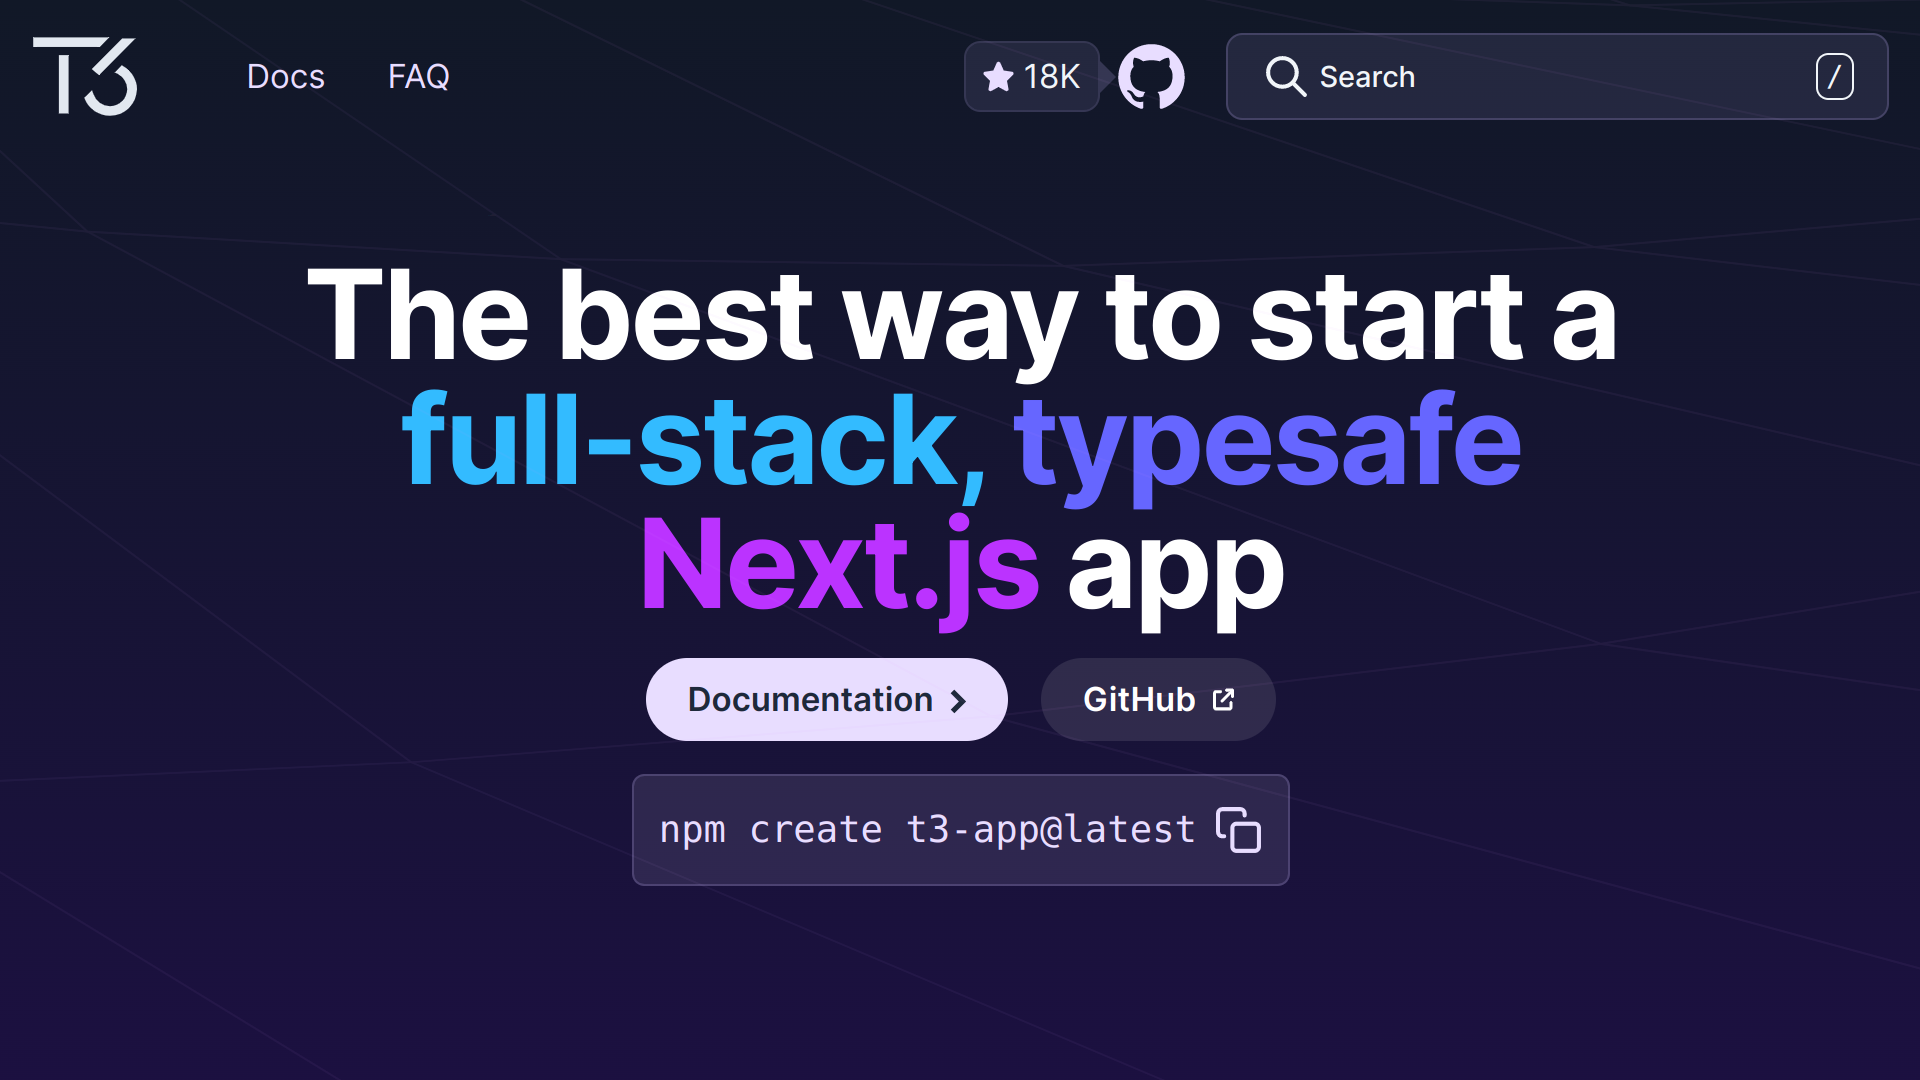 T3
Docs
FAQ
18K
Search
/
The best way to start a
full-stack, typesafe
Next.js app
Documentation
GitHub
npm create t3-app@latest